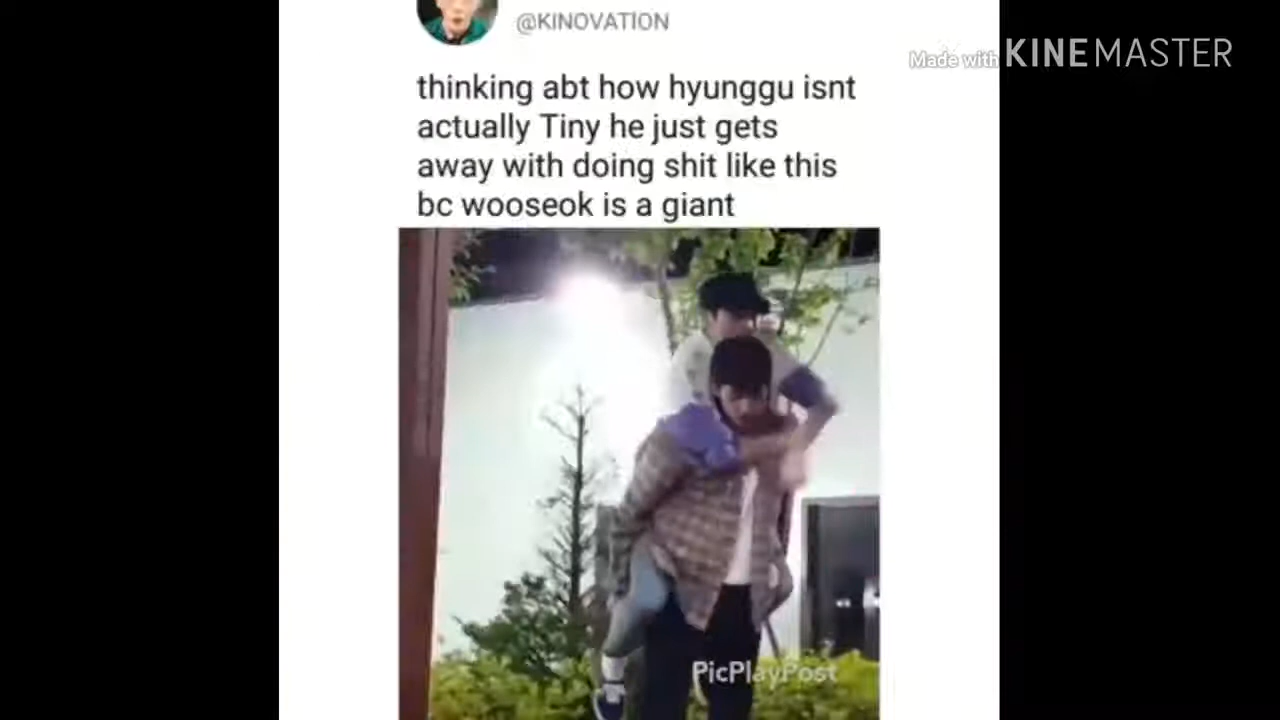 @KINOVATION
Made with KINEMASTER
thinking abt how hyunggu isnt
actually Tiny he just gets
away with doing shit like this
bc wooseok is a giant
PicPlayPost